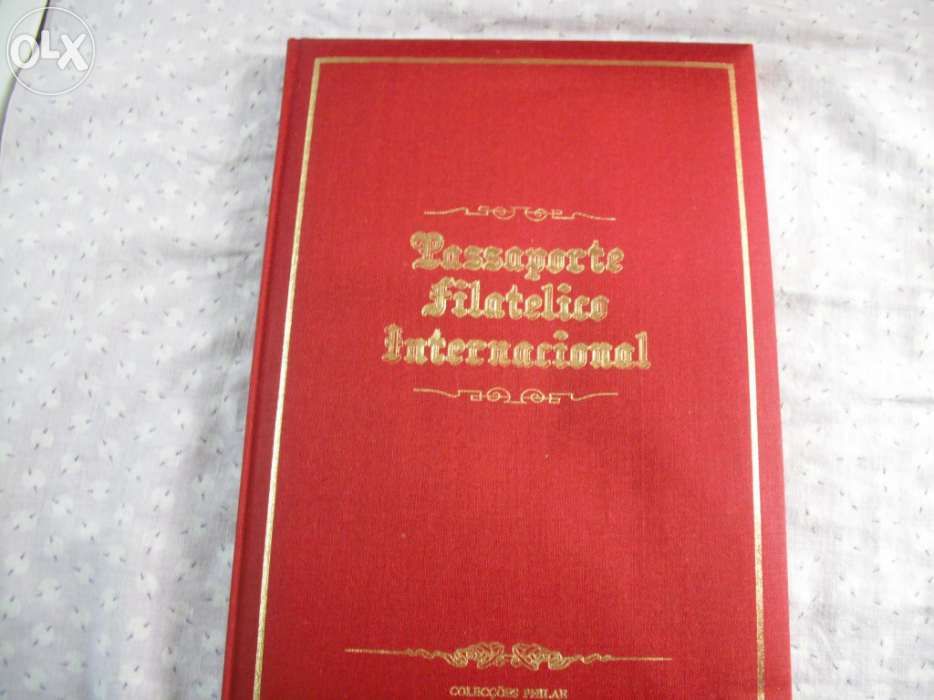 OLX
Passaporte
Filatelico
Internacional
COLECÇÕES PHILAE